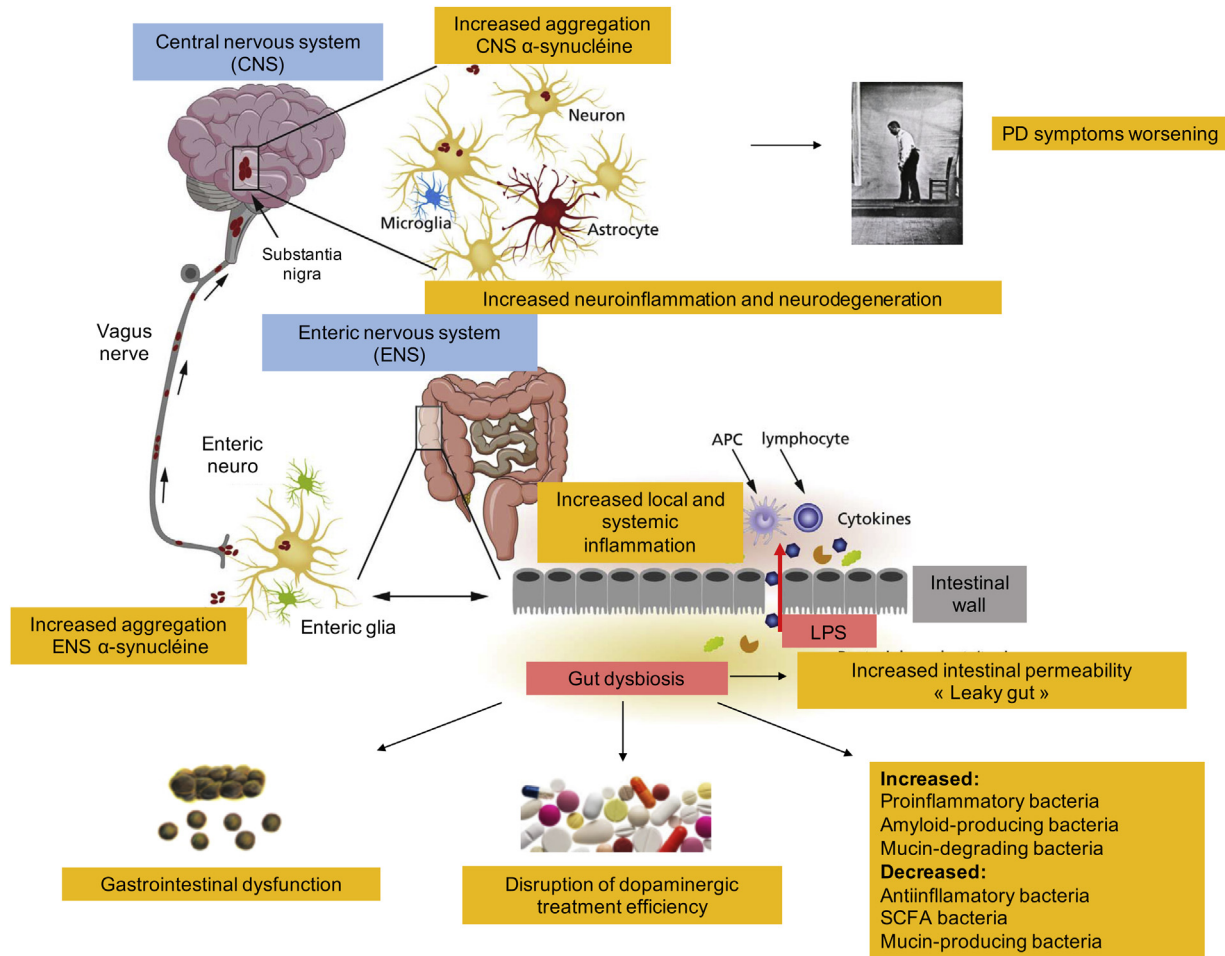 Central nervous system
(CNS)
Increased aggregation
CNS α-synucléine
Neuron
Microglia
Astrocyte
PD symptoms worsening
Substantia
nigra
Increased neuroinflammation and neurodegeneration
Vagus
nerve
Enteric nervous system
(ENS)
Enteric
neuro
APC
lymphocyte
Increased local and
systemic
inflammation
Cytokines
Intestinal
wall
Increased aggregation
ENS α-synucléine
Enteric glia
LPS
Gut dysbiosis
Increased intestinal permeability
« Leaky gut »
Gastrointestinal dysfunction
Disruption of dopaminergic
treatment efficiency
Increased:
Proinflammatory bacteria
Amyloid-producing bacteria
Mucin-degrading bacteria
Decreased:
Antiinfllamatory bacteria
SCFA bacteria
Mucin-producing bacteria